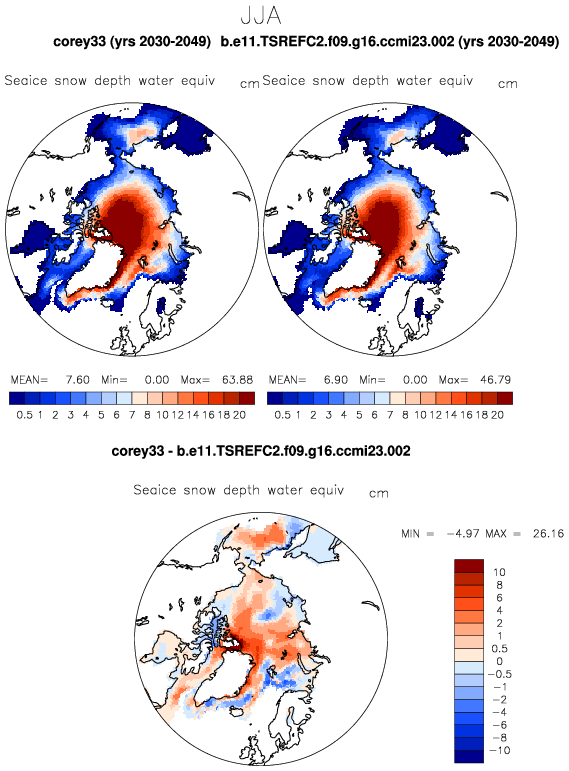 JJA
corey33 (yrs 2030-2049) b.e11.TSREFC2.f09.g16.ccmi23.002 (yrs 2030-2049)
Seaice snow depth water equiv cm Seaice snow depth water equiv cm
MEAN= 7.60 Min= 0.00 Max= 63.88 MEAN= 6.90 Min= 0.00 Max= 46.79
0.5 1 2 3 4 5 6 7 8 10 12 14 16 18 20 0.5 1 2 3 4 5 6 7 8 10 12 14 16 18 20
corey33 - b.e11.TSREFC2.f09.g16.ccmi23.002
Seaice snow depth water equiv cm
MIN = -4.97 MAX = 26.16
10
8
6
4
2
1
0.5
0
-0.5
-1
-2
-4
-6
-8
-10